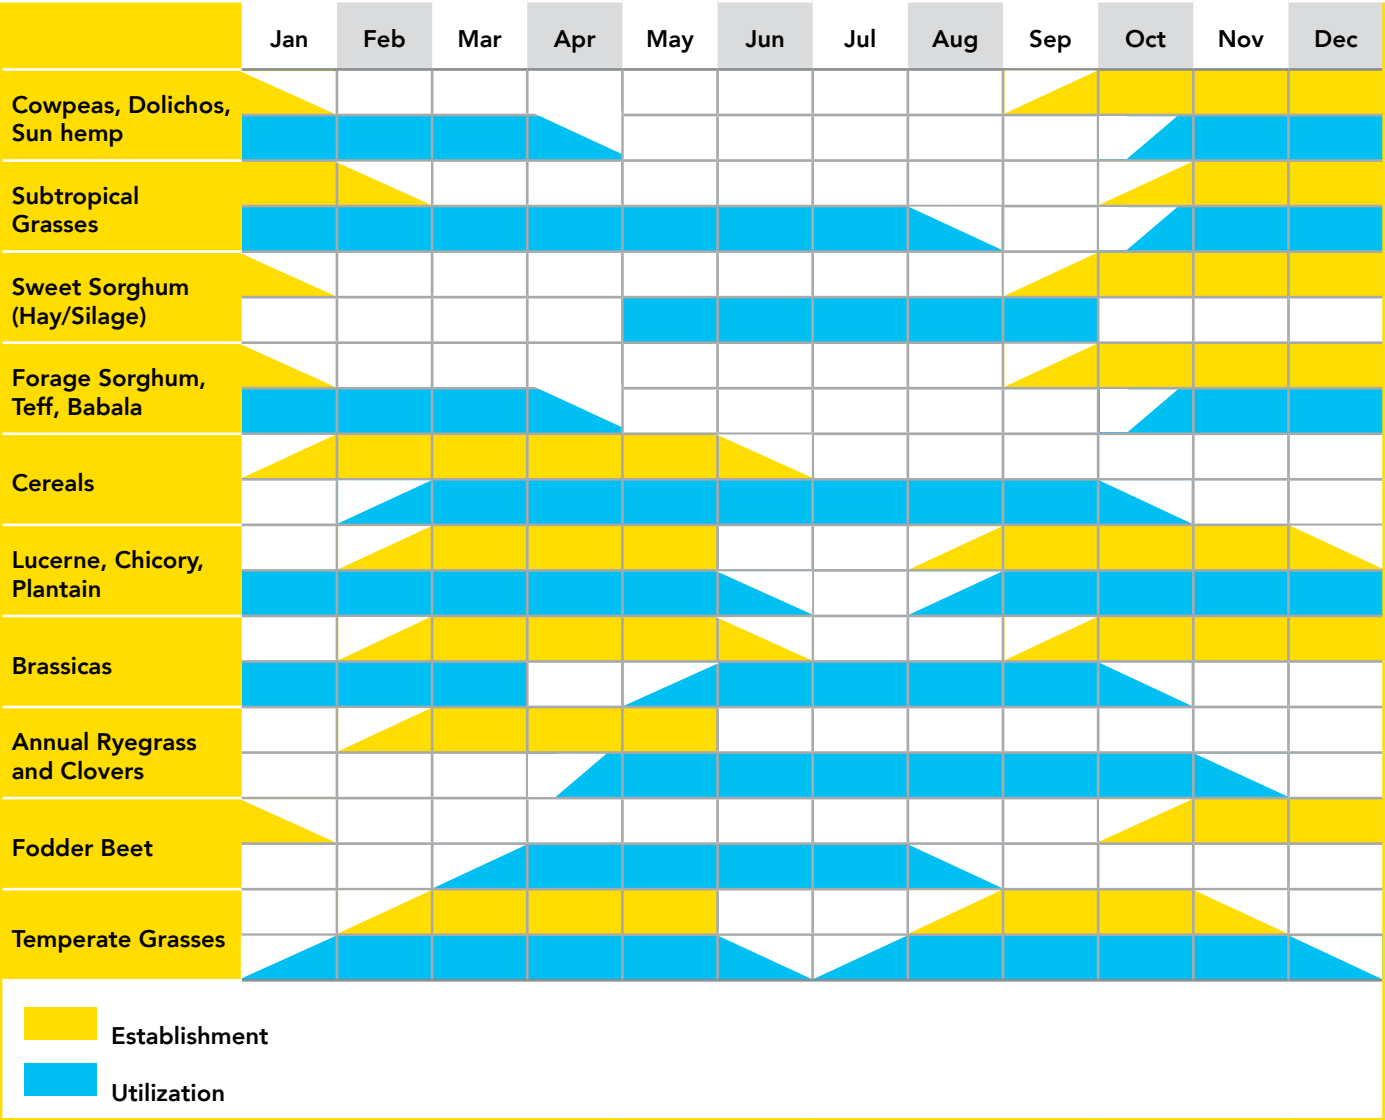 Jan Feb Mar Apr May Jun Jul Aug Sep Oct Nov Dec
Cowpeas, Dolichos,
Sun hemp
Subtropical
Grasses
Sweet Sorghum
(Hay/Silage)
Forage Sorghum,
Teff, Babala
Cereals
Lucerne, Chicory,
Plantain
Brassicas
Annual Ryegrass
and Clovers
Fodder Beet
Temperate Grasses
Establishment
Utilization